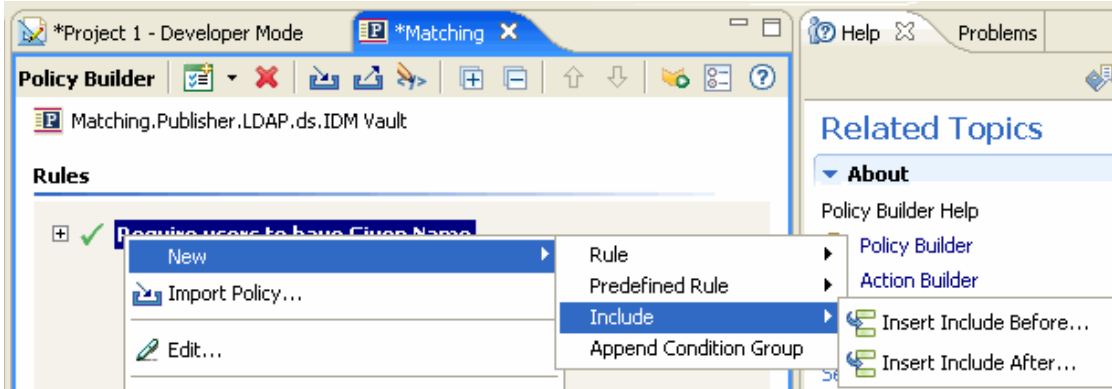 *Project 1 - Developer Mode
*Matching
Help
Problems
Policy Builder
Matching.Publisher.LDAP.ds.IDM Vault
Related Topics
Rules
About
Policy Builder Help
Require users to have Given Name
Policy Builder
New
Rule
Action Builder
Import Policy...
Predefined Rule
Include
Insert Include Before...
Edit...
Append Condition Group
Insert Include After...